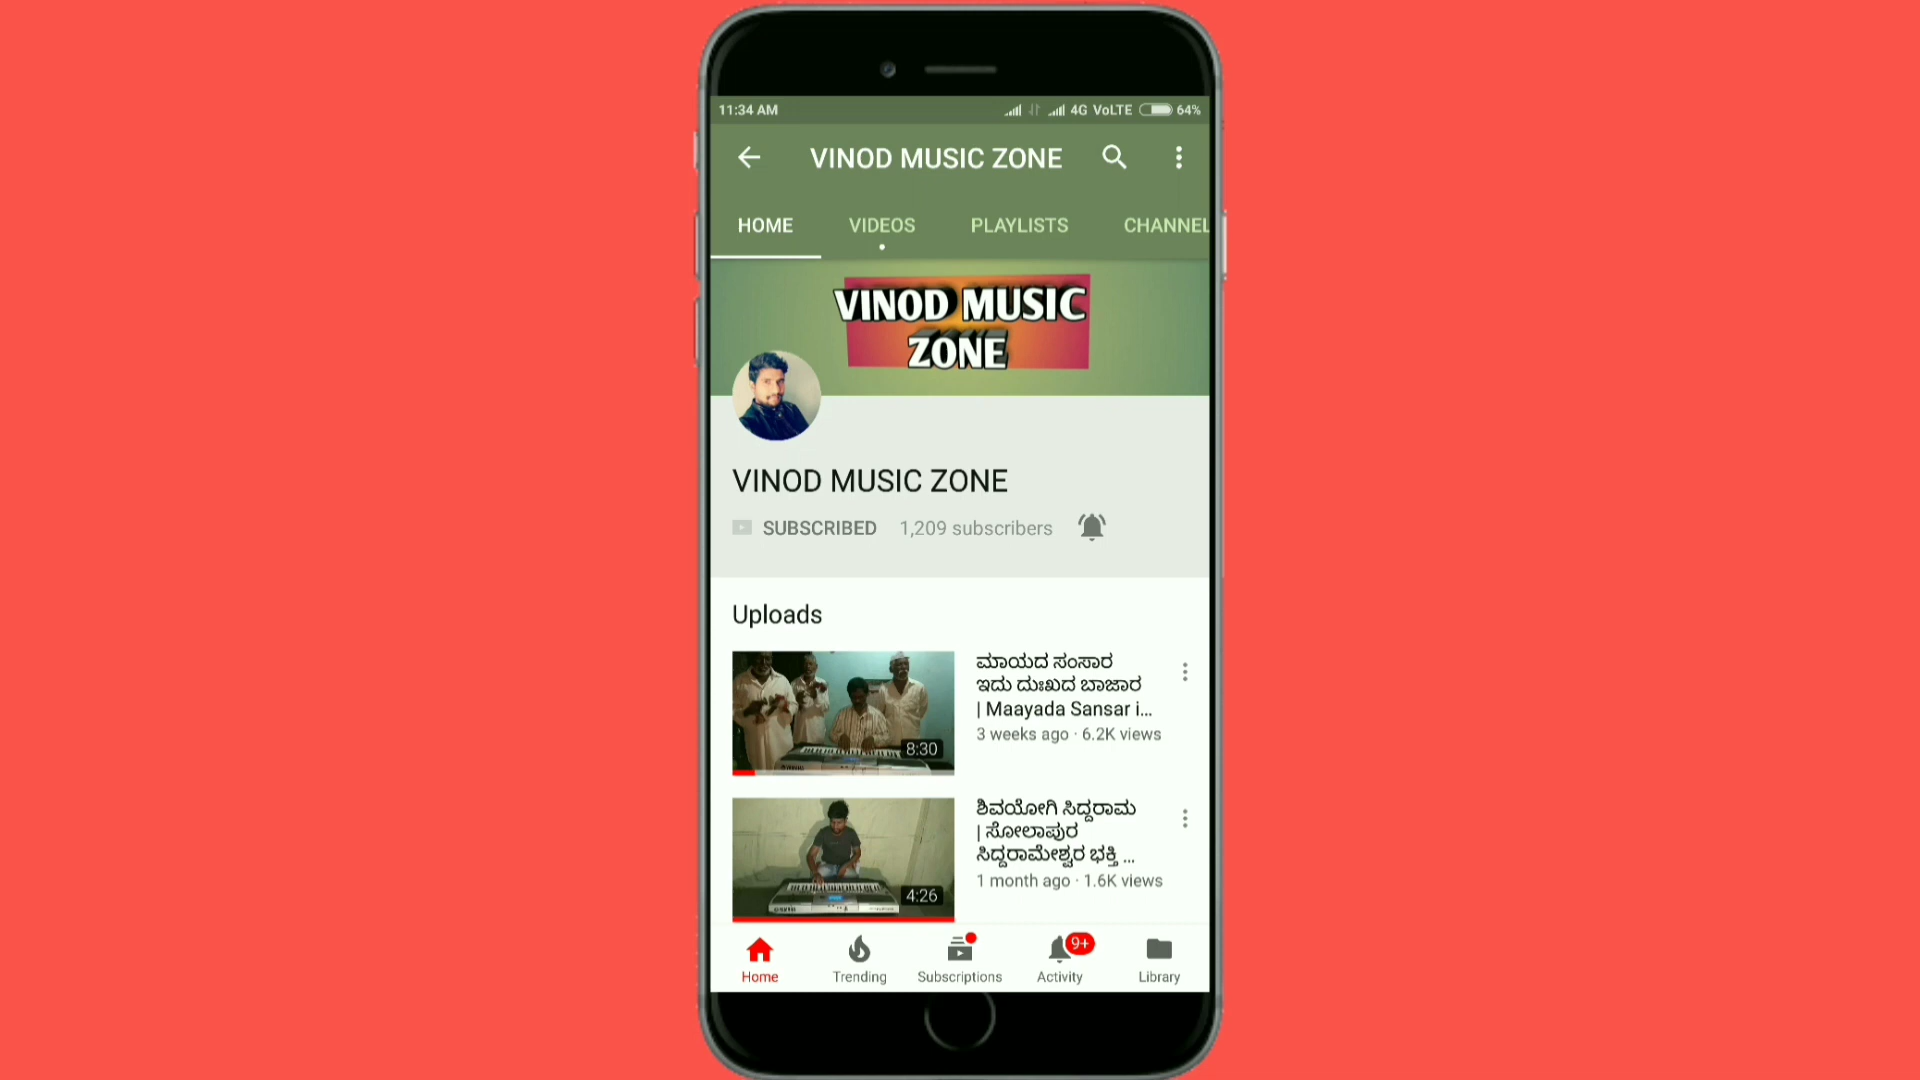 11:34 AM 4G VoLTE 64%
VINOD MUSIC ZONE
HOME VIDEOS PLAYLISTS CHANNEL
VINOD MUSIC
ZONE
VINOD MUSIC ZONE
SUBSCRIBED 1,209 subscribers
Uploads
ಮಾಯದ ಸಂಸಾರ
ಇದು ದುಃಖದ ಬಾಜಾರ
| Maayada Sansar i...
3 weeks ago · 6.2K views
8:30
ಶಿವಯೋಗಿ ಸಿದ್ದರಾಮ
| ಸೋಲಾಪುರ
ಸಿದ್ದರಾಮೇಶ್ವರ ಭಕ್ತಿ ...
1 month ago · 1.6K views
4:26
9+
Home Trending Subscriptions Activity Library